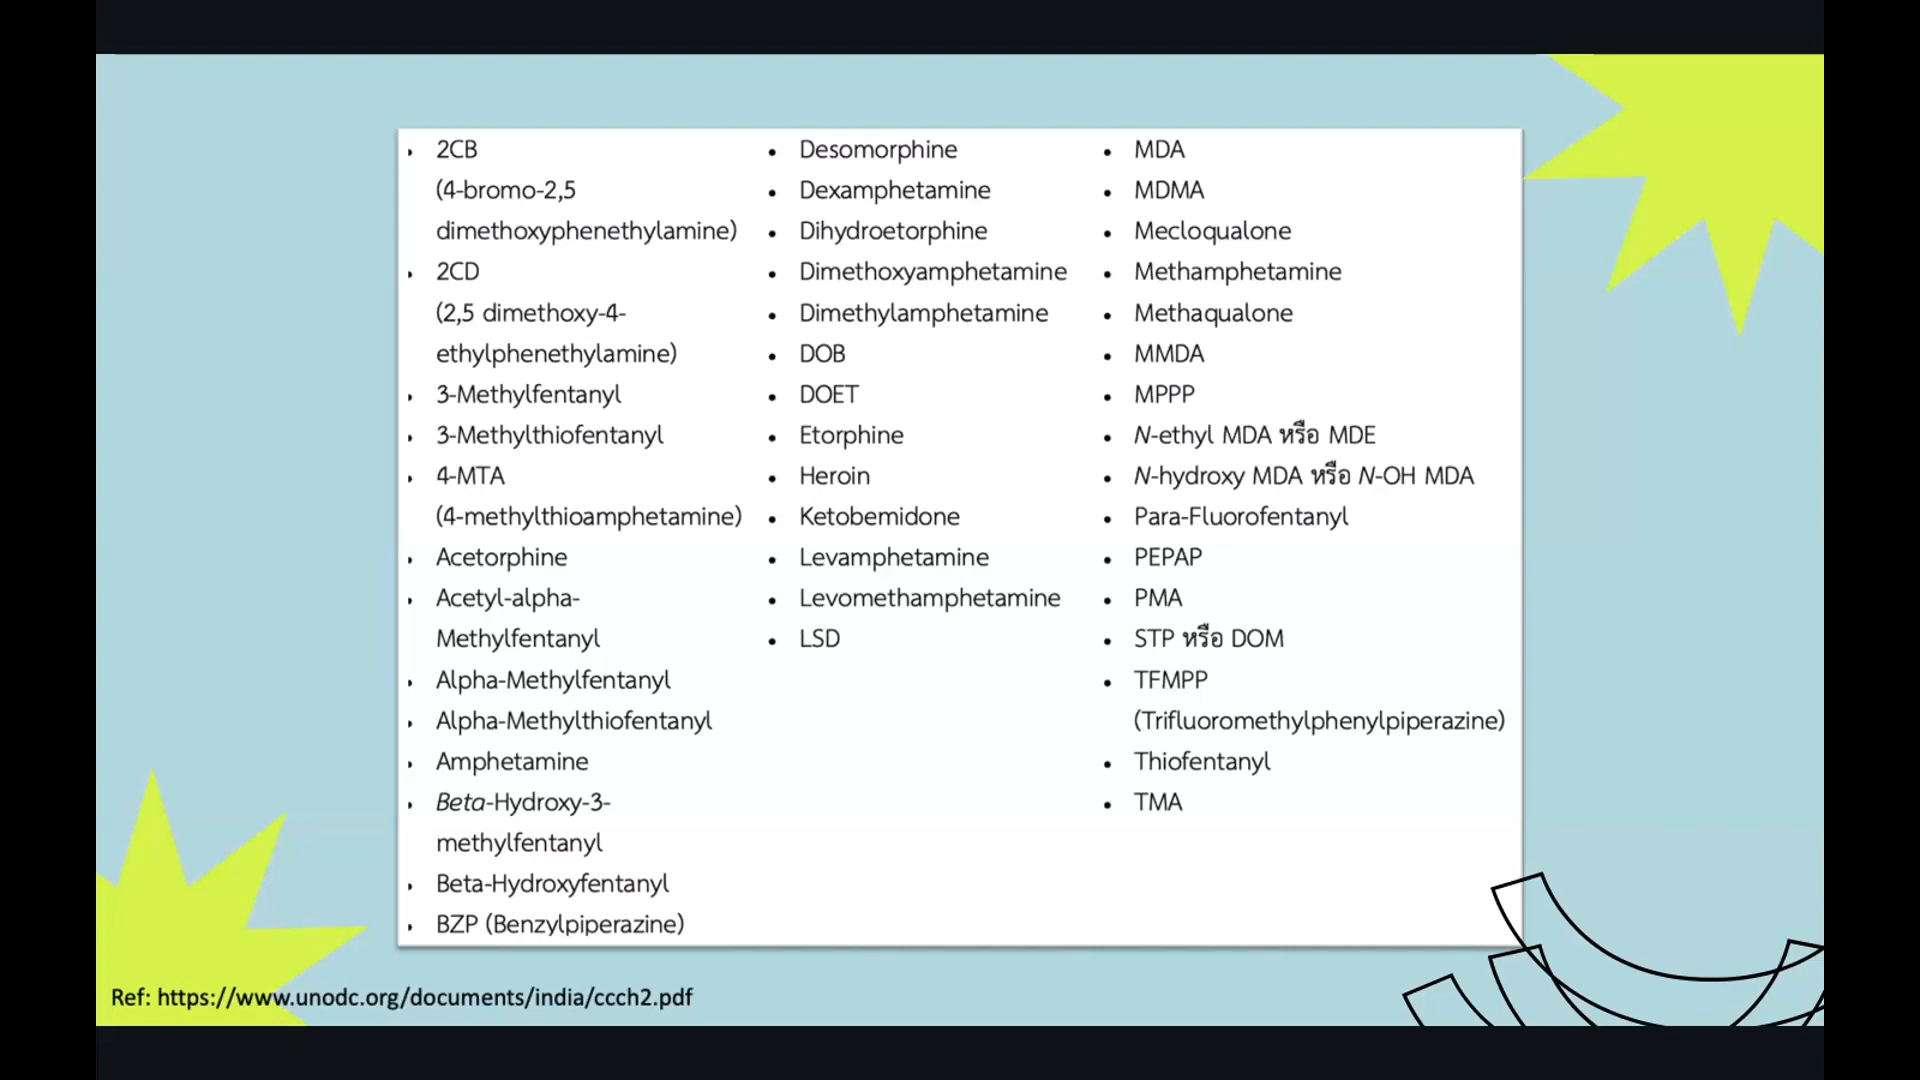 2CB
(4-bromo-2,5
dimethoxyphenethylamine)
2CD
(2,5 dimethoxy-4-
ethylphenethylamine)
3-Methylfentanyl
3-Methylthiofentanyl
4-MTA
(4-methylthioamphetamine)
Acetorphine
Acetyl-alpha-
Methylfentanyl
Alpha-Methylfentanyl
Alpha-Methylthiofentanyl
Amphetamine
Beta-Hydroxy-3-
methylfentanyl
Beta-Hydroxyfentanyl
BZP (Benzylpiperazine)
Desomorphine
Dexamphetamine
Dihydroetorphine
Dimethoxyamphetamine
Dimethylamphetamine
DOB
DOET
Etorphine
Heroin
Ketobemidone
Levamphetamine
Levomethamphetamine
LSD
MDA
MDMA
Mecloqualone
Methamphetamine
Methaqualone
MMDA
MPPP
N-ethyl MDA หรือ MDE
N-hydroxy MDA หรือ N-OH MDA
Para-Fluorofentanyl
PEPAP
PMA
STP หรือ DOM
TFMPP
(Trifluoromethylphenylpiperazine)
Thiofentanyl
TMA
Ref: https://www.unodc.org/documents/india/ccch2.pdf